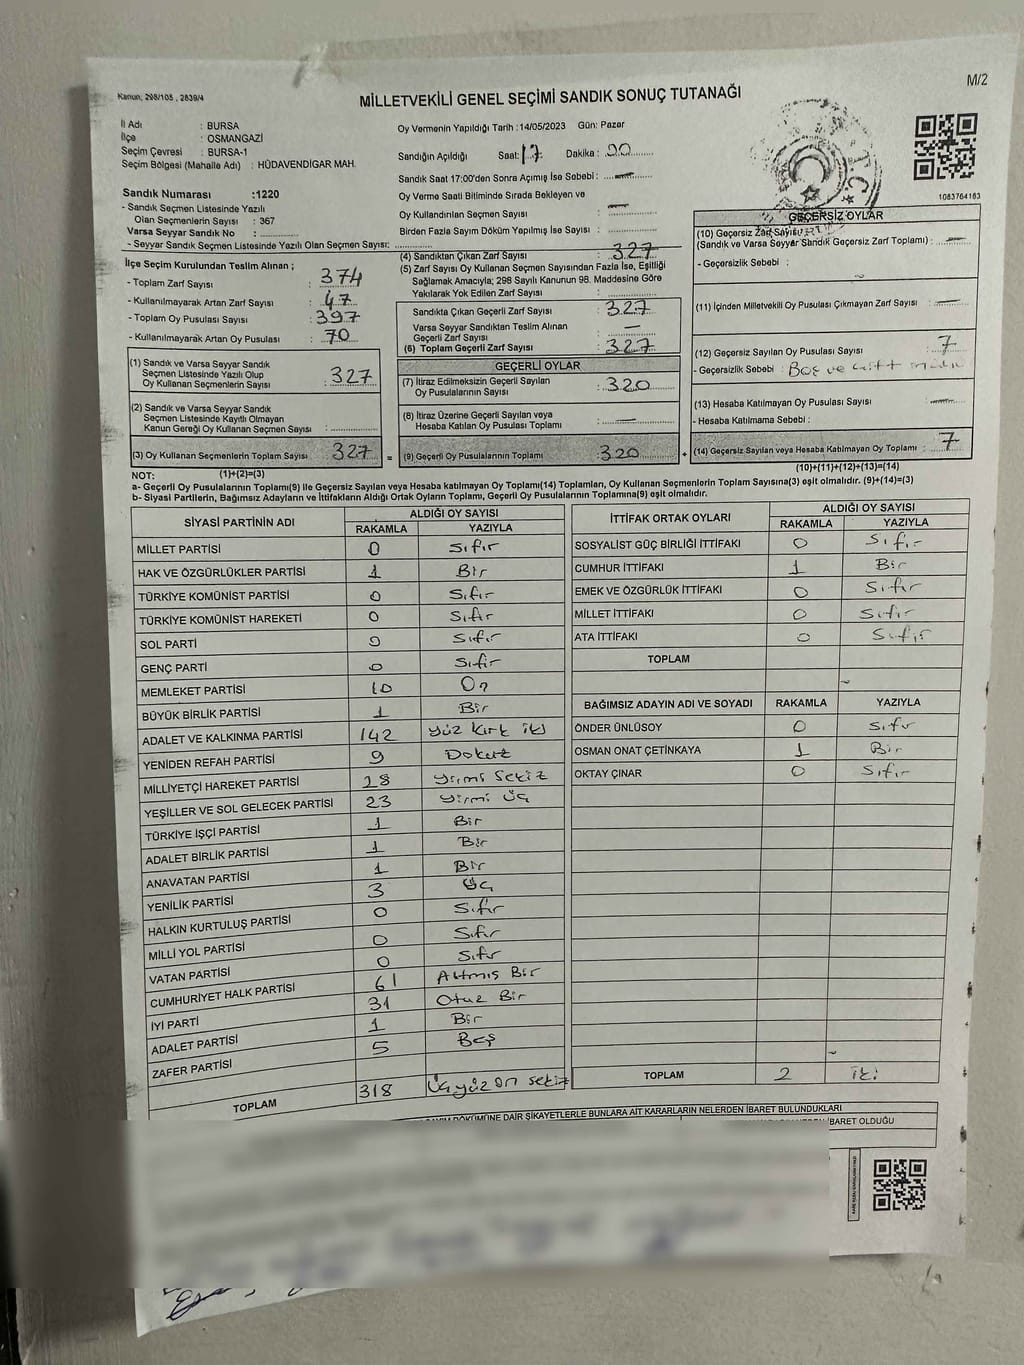 Kanun, 298/105 , 2839/4
M/2
MİLLETVEKİLİ GENEL SEÇİMİ SANDIK SONUÇ TUTANAĞI
İl Adı : BURSA
İlçe : OSMANGAZİ
Seçim Çevresi : BURSA-1
Seçim Bölgesi (Mahalle Adı) : HÜDAVENDİGAR MAH.
Sandık Numarası :1220
- Sandık Seçmen Listesinde Yazılı
Olan Seçmenlerin Sayısı : 367
Varsa Seyyar Sandık No :
- Seyyar Sandık Seçmen Listesinde Yazılı Olan Seçmen Sayısı:
Oy Vermenin Yapıldığı Tarih :14/05/2023 Gün: Pazar
Sandığın Açıldığı Saat: 17 Dakika : 00
Sandık Saat 17:00'den Sonra Açılmış İse Sebebi : —
Oy Verme Saati Bitiminde Sırada Bekleyen ve
Oy Kullandırılan Seçmen Sayısı : —
Birden Fazla Sayım Döküm Yapılmış İse Sayısı :
T.C.
1083764163
İlçe Seçim Kurulundan Teslim Alınan ;
- Toplam Zarf Sayısı : 374
- Kullanılmayarak Artan Zarf Sayısı : 47
- Toplam Oy Pusulası Sayısı : 397
- Kullanılmayarak Artan Oy Pusulası : 70
(1) Sandık ve Varsa Seyyar Sandık
Seçmen Listesinde Yazılı Olup
Oy Kullanan Seçmenlerin Sayısı : 327
(2) Sandık ve Varsa Seyyar Sandık
Seçmen Listesinde Kayıtlı Olmayan
Kanun Gereği Oy Kullanan Seçmen Sayısı :
(3) Oy Kullanan Seçmenlerin Toplam Sayısı : 327
(1)+(2)=(3)
(4) Sandıktan Çıkan Zarf Sayısı : 327
(5) Zarf Sayısı Oy Kullanan Seçmen Sayısından Fazla İse, Eşitliği
Sağlamak Amacıyla; 298 Sayılı Kanunun 98. Maddesine Göre
Yakılarak Yok Edilen Zarf Sayısı :
Sandıkta Çıkan Geçerli Zarf Sayısı : 327
Varsa Seyyar Sandıktan Teslim Alınan
Geçerli Zarf Sayısı : —
(6) Toplam Geçerli Zarf Sayısı : 327
GEÇERLİ OYLAR
(7) İtiraz Edilmeksizin Geçerli Sayılan
Oy Pusulalarının Sayısı : 320
(8) İtiraz Üzerine Geçerli Sayılan veya
Hesaba Katılan Oy Pusulası Toplamı : —
= (9) Geçerli Oy Pusulalarının Toplamı : 320 +
GEÇERSİZ OYLAR
(10) Geçersiz Zarf Sayısı
(Sandık ve Varsa Seyyar Sandık Geçersiz Zarf Toplamı) : —
- Geçersizlik Sebebi :
(11) İçinden Milletvekili Oy Pusulası Çıkmayan Zarf Sayısı : —
(12) Geçersiz Sayılan Oy Pusulası Sayısı : 7
- Geçersizlik Sebebi : Boş ve çift
(13) Hesaba Katılmayan Oy Pusulası Sayısı : —
- Hesaba Katılmama Sebebi :
(14) Geçersiz Sayılan veya Hesaba Katılmayan Oy Toplamı : 7
(10)+(11)+(12)+(13)=(14)
NOT:
a- Geçerli Oy Pusulalarının Toplamı(9) ile Geçersiz Sayılan veya Hesaba katılmayan Oy Toplamı(14) Toplamları, Oy Kullanan Seçmenlerin Toplam Sayısına(3) eşit olmalıdır. (9)+(14)=(3)
b- Siyasi Partilerin, Bağımsız Adayların ve İttifakların Aldığı Ortak Oyların Toplamı, Geçerli Oy Pusulalarının Toplamına(9) eşit olmalıdır.
SİYASİ PARTİNİN ADI ALDIĞI OY SAYISI
RAKAMLA YAZIYLA
MİLLET PARTİSİ 0 Sıfır
HAK VE ÖZGÜRLÜKLER PARTİSİ 1 Bir
TÜRKİYE KOMÜNİST PARTİSİ 0 Sıfır
TÜRKİYE KOMÜNİST HAREKETİ 0 Sıfır
SOL PARTİ 0 Sıfır
GENÇ PARTİ 0 Sıfır
MEMLEKET PARTİSİ 10 On
BÜYÜK BİRLİK PARTİSİ 1 Bir
ADALET VE KALKINMA PARTİSİ 142 yüz kırk iki
YENİDEN REFAH PARTİSİ 9 Dokuz
MİLLİYETÇİ HAREKET PARTİSİ 28 yirmi sekiz
YEŞİLLER VE SOL GELECEK PARTİSİ 23 yirmi üç
TÜRKİYE İŞÇİ PARTİSİ 1 Bir
ADALET BİRLİK PARTİSİ 1 Bir
ANAVATAN PARTİSİ 1 Bir
YENİLİK PARTİSİ 3 Üç
HALKIN KURTULUŞ PARTİSİ 0 Sıfır
MİLLİ YOL PARTİSİ 0 Sıfır
VATAN PARTİSİ 0 Sıfır
CUMHURİYET HALK PARTİSİ 61 Altmış Bir
İYİ PARTİ 31 Otuz Bir
ADALET PARTİSİ 1 Bir
ZAFER PARTİSİ 5 Beş
TOPLAM 318 Üçyüz on sekiz
İTTİFAK ORTAK OYLARI ALDIĞI OY SAYISI
RAKAMLA YAZIYLA
SOSYALİST GÜÇ BİRLİĞİ İTTİFAKI 0 Sıfır
CUMHUR İTTİFAKI 1 Bir
EMEK VE ÖZGÜRLÜK İTTİFAKI 0 Sıfır
MİLLET İTTİFAKI 0 Sıfır
ATA İTTİFAKI 0 Sıfır
TOPLAM
BAĞIMSIZ ADAYIN ADI VE SOYADI RAKAMLA YAZIYLA
ÖNDER ÜNLÜSOY 0 Sıfır
OSMAN ONAT ÇETİNKAYA 1 Bir
OKTAY ÇINAR 0 Sıfır
TOPLAM 2 iki
DÖKÜMÜNE DAİR ŞİKAYETLERLE BUNLARA AİT KARARLARIN NELERDEN İBARET BULUNDUKLARI
İBARET OLDUĞU